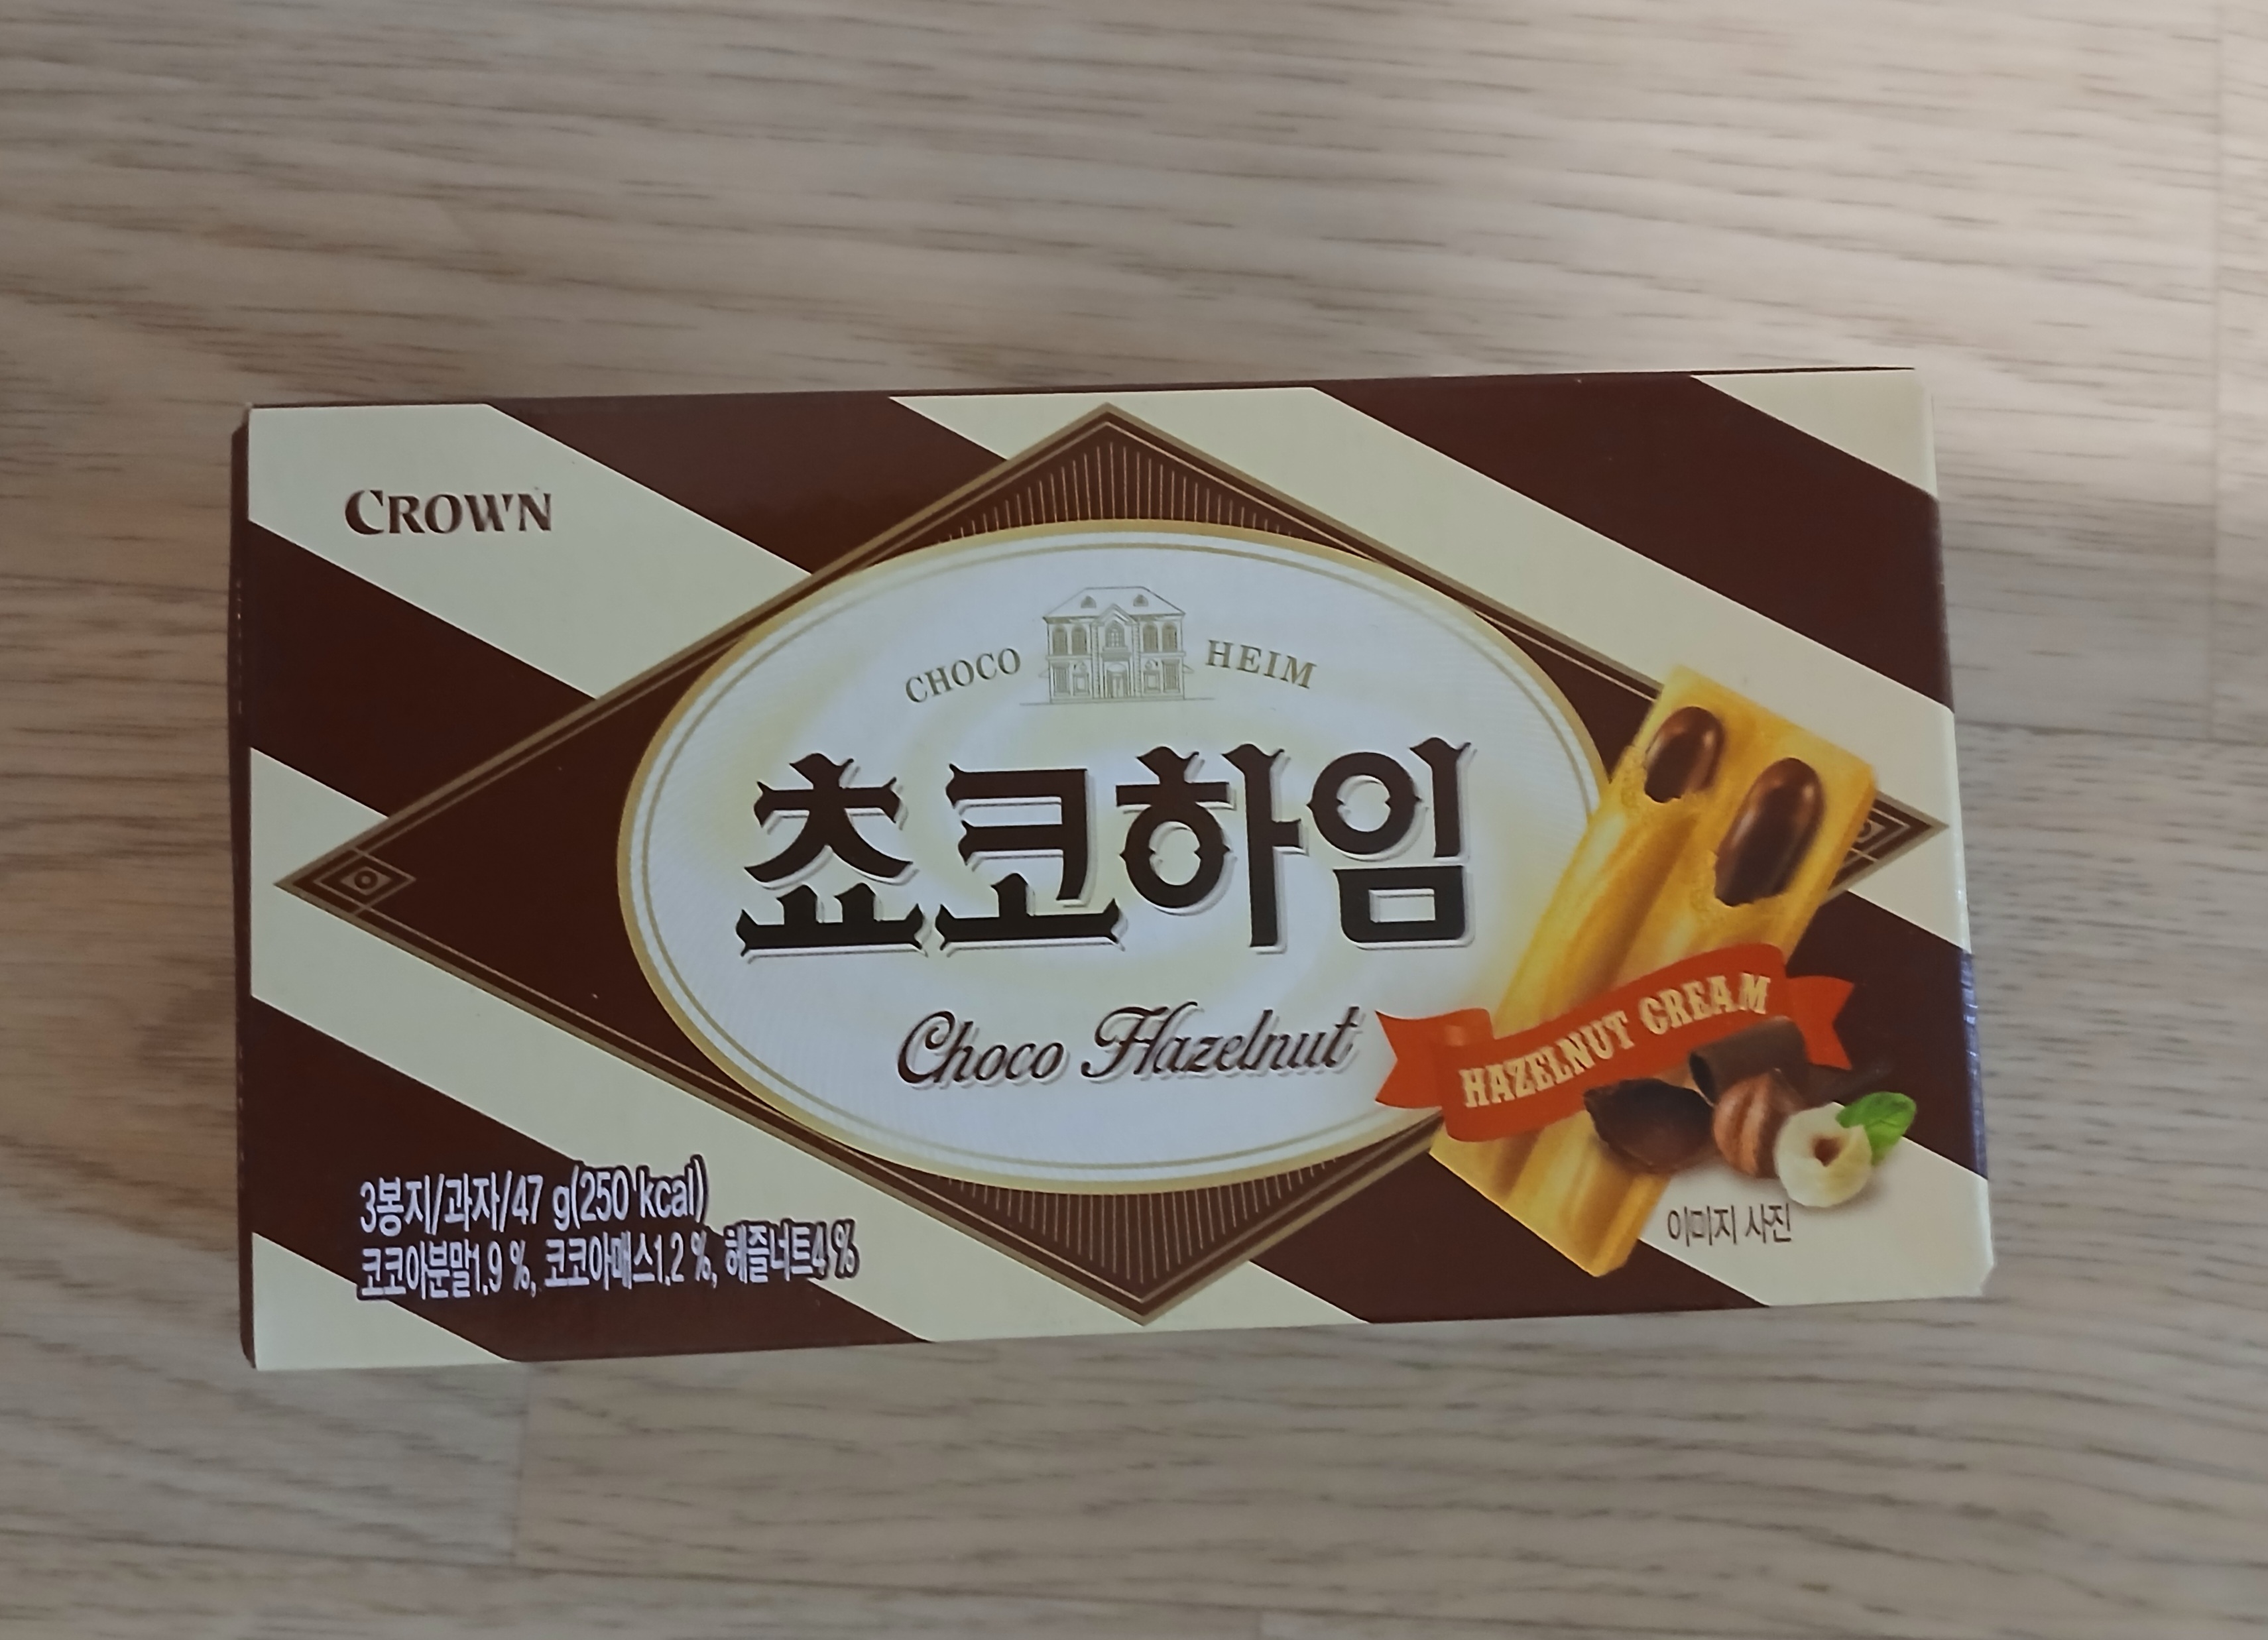 CROWN
CHOCO HEIM
쵸코하임
Choco Hazelnut
HAZELNUT CREAM
3봉지/과자/47 g(250 kcal)
코코아분말1.9 %, 코코아매스1.2 %, 헤즐너트4 %
이미지 사진